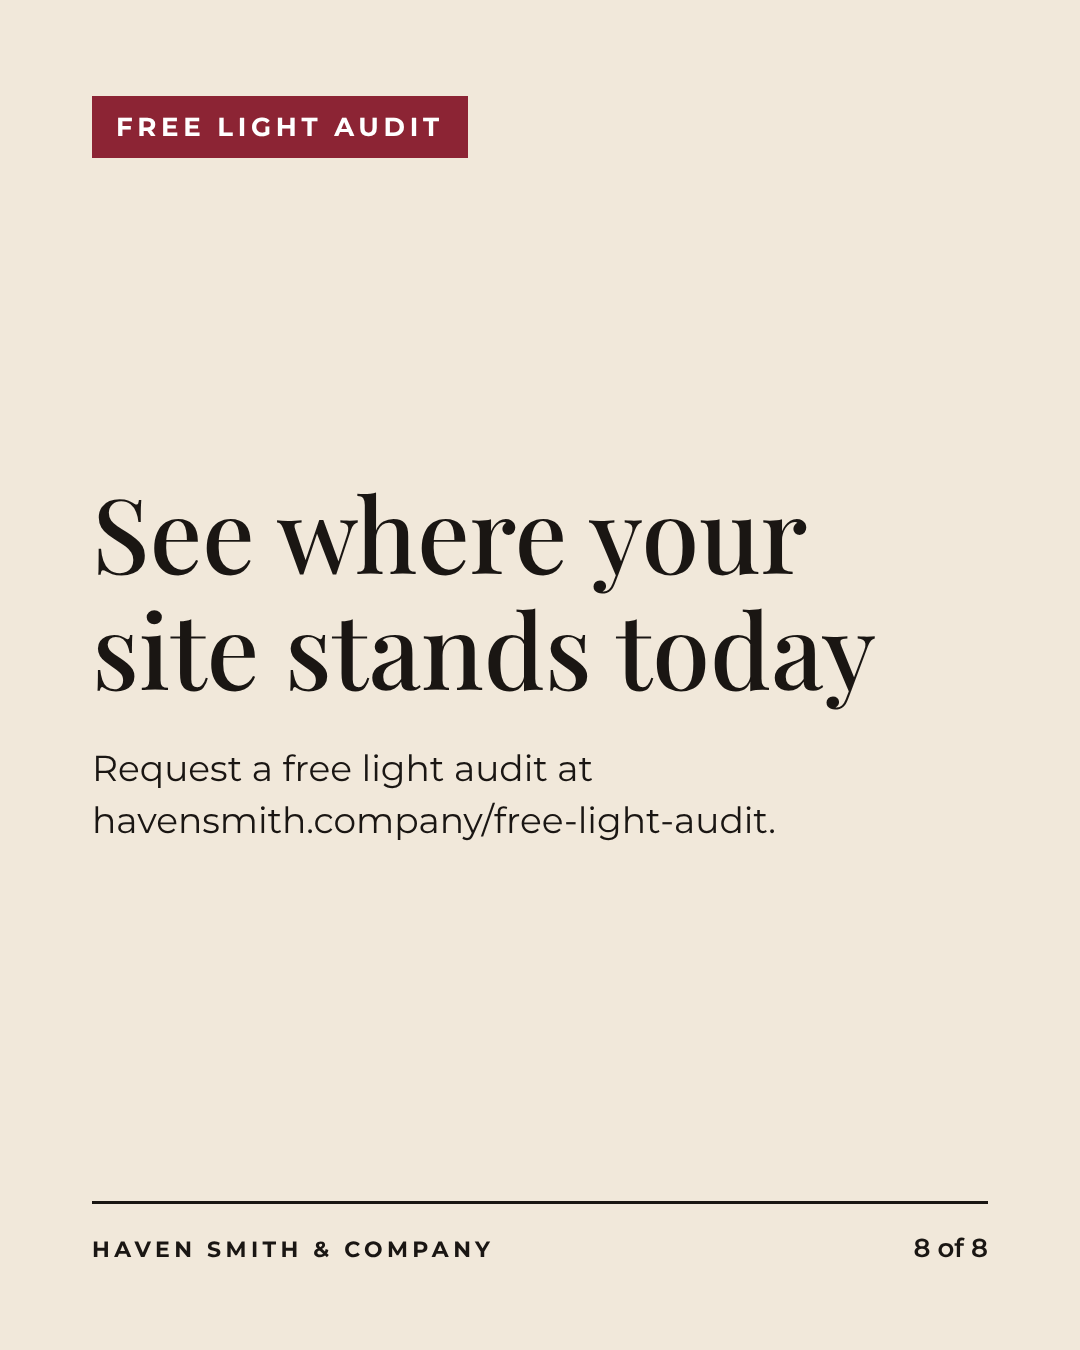 FREE LIGHT AUDIT
See where your
site stands today
Request a free light audit at
havensmith.company/free-light-audit.
HAVEN SMITH & COMPANY
8 of 8